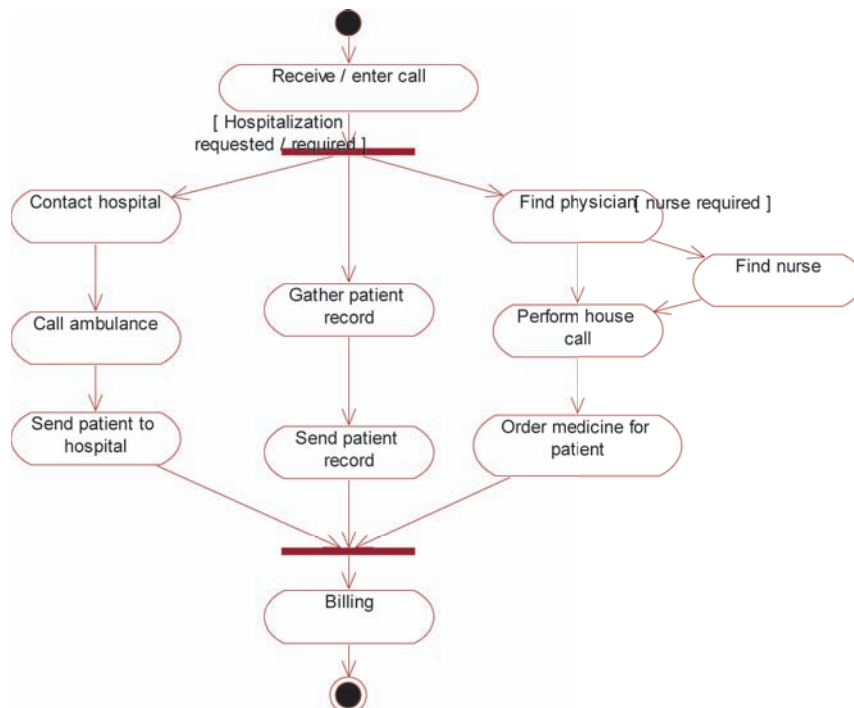 Receive / enter call
[ Hospitalization
requested / required ]
Contact hospital
Find physician
[ nurse required ]
Find nurse
Gather patient
record
Call ambulance
Perform house
call
Send patient to
hospital
Send patient
record
Order medicine for
patient
Billing